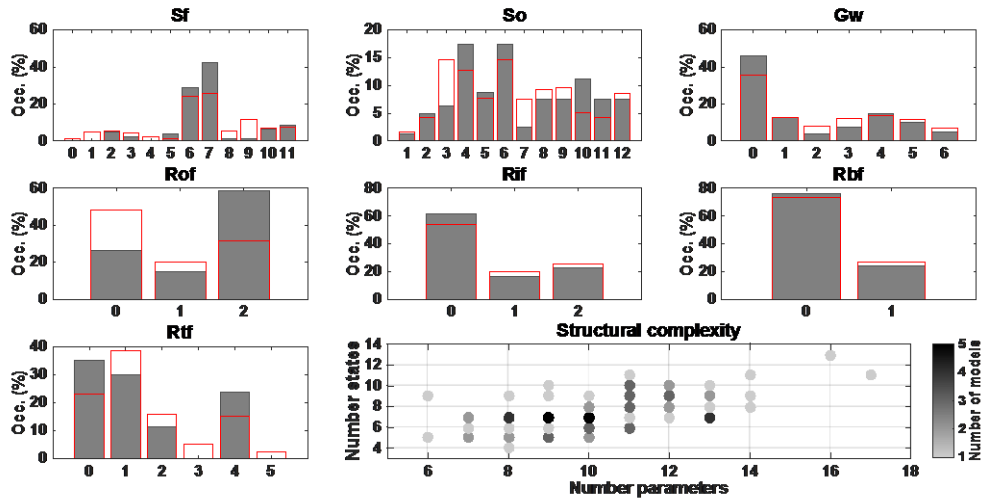 Sf
Occ. (%)
60
40
20
0
0 1 2 3 4 5 6 7 8 9 10 11
So
Occ. (%)
20
15
10
5
0
1 2 3 4 5 6 7 8 9 10 11 12
Gw
Occ. (%)
60
40
20
0
0 1 2 3 4 5 6
Rof
Occ. (%)
60
40
20
0
0 1 2
Rif
Occ. (%)
80
60
40
20
0
0 1 2
Rbf
Occ. (%)
80
60
40
20
0
0 1
Rtf
Occ. (%)
40
30
20
10
0
0 1 2 3 4 5
Structural complexity
Number states
14
12
10
8
6
4
6 8 10 12 14 16 18
Number parameters
5
4
3
2
1
Number of models